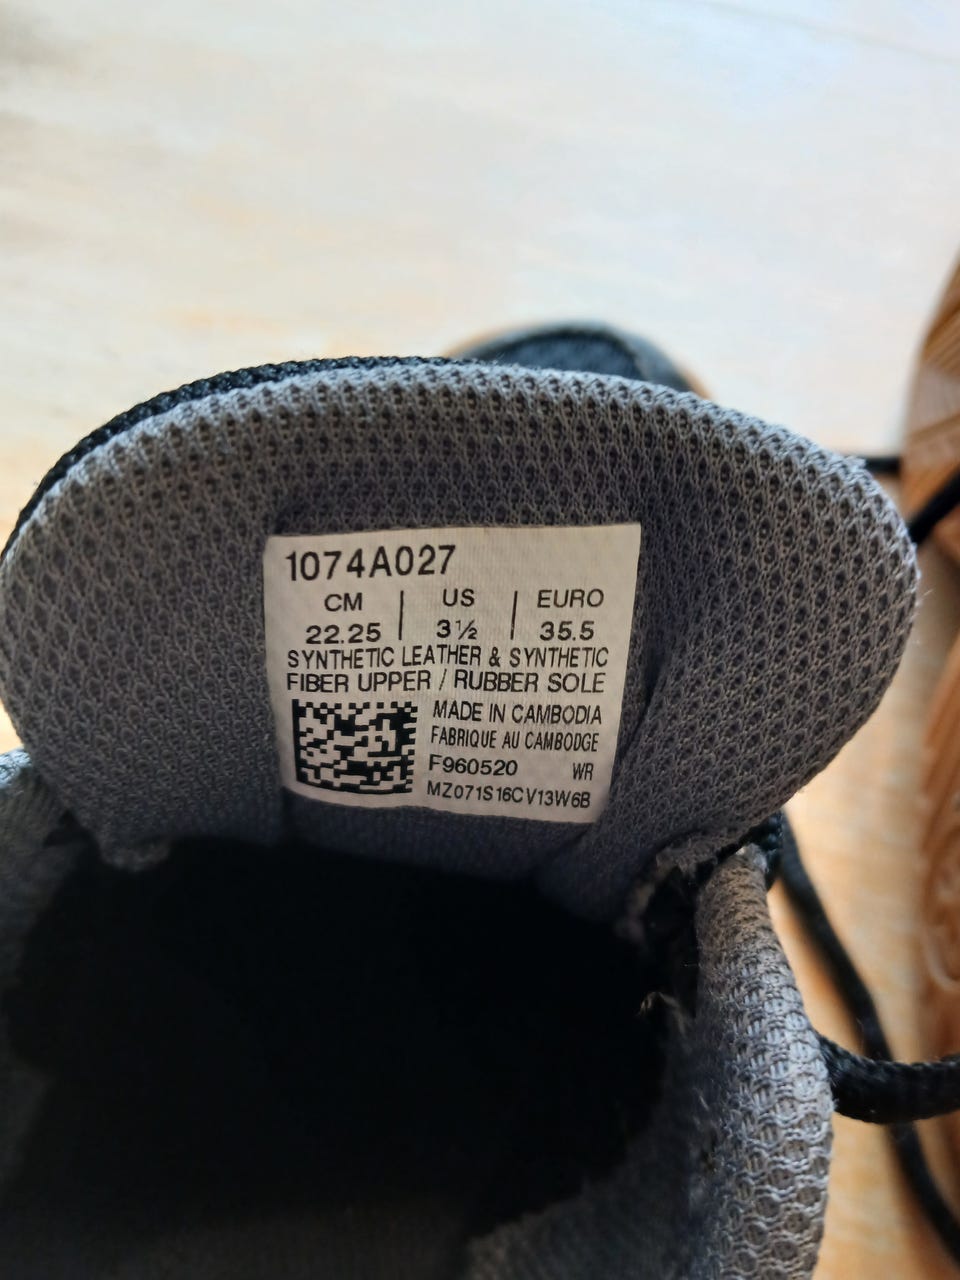 1074A027
CM | US | EURO
22.25 | 3½ | 35.5
SYNTHETIC LEATHER & SYNTHETIC
FIBER UPPER / RUBBER SOLE
MADE IN CAMBODIA
FABRIQUE AU CAMBODGE
F960520 WR
MZ071S16CV13W6B